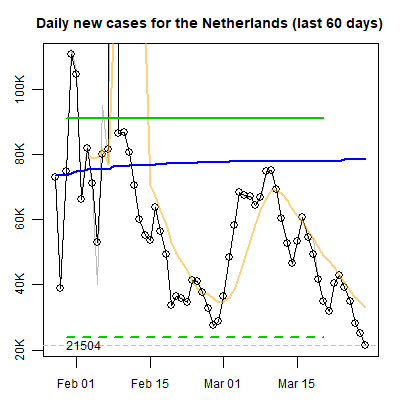 Daily new cases for the Netherlands (last 60 days)
100K
80K
60K
40K
20K
21504
Feb 01
Feb 15
Mar 01
Mar 15